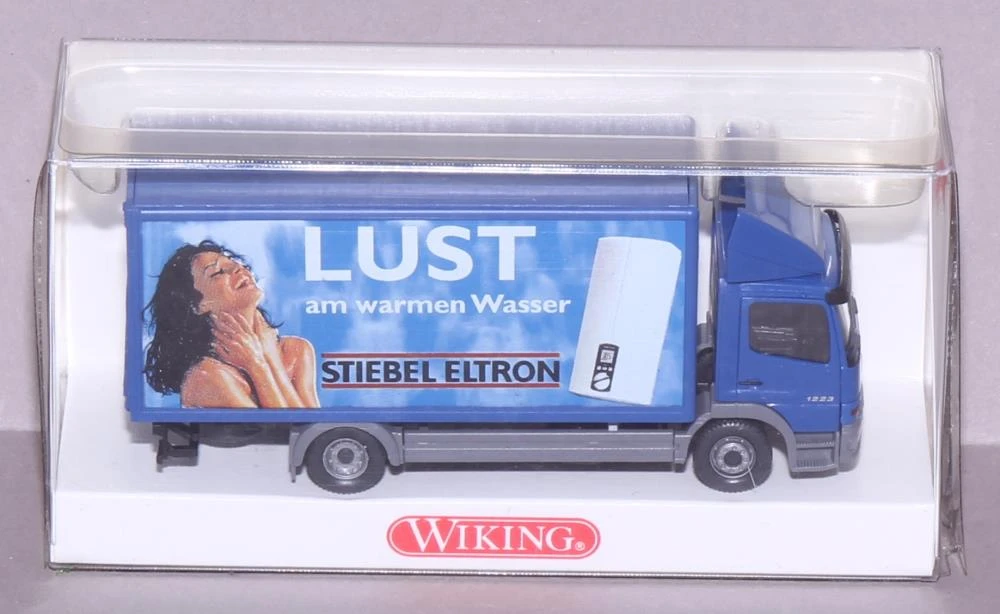 LUST
am warmen Wasser
STIEBEL ELTRON
1223
WIKING®